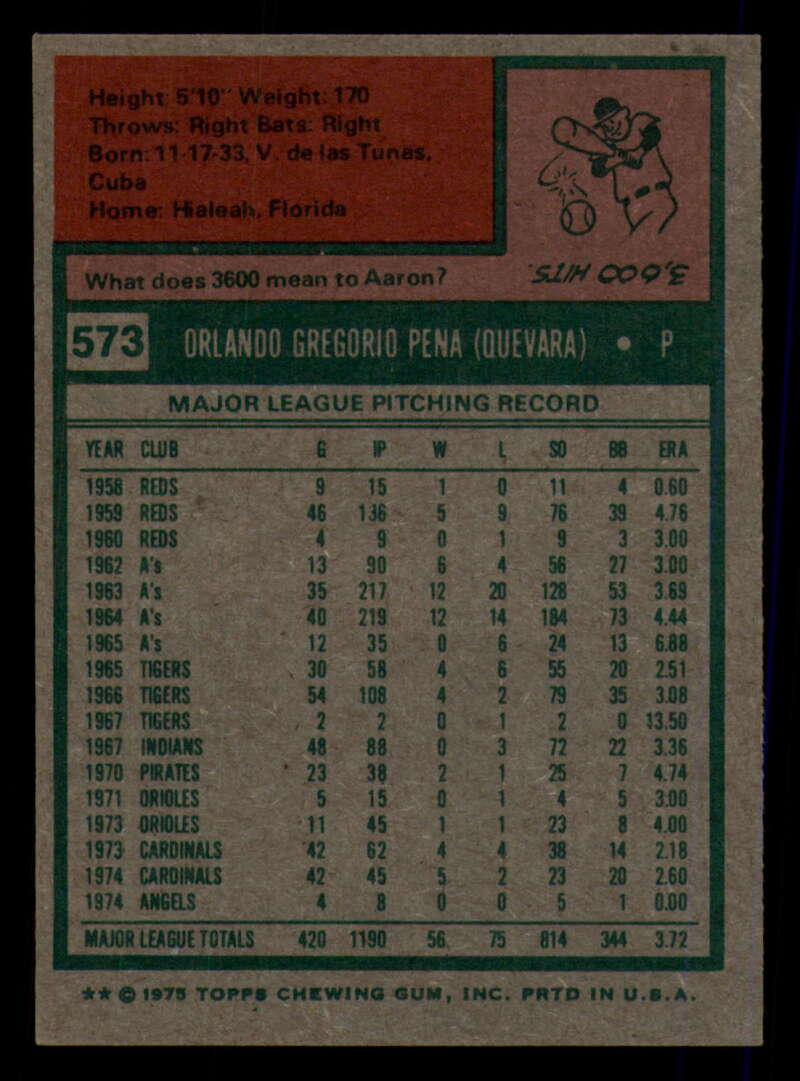 Height: 5'10" Weight: 170
Throws: Right Bats: Right
Born: 11-17-33, V. de las Tunas,
Cuba
Home: Hialeah, Florida
What does 3600 mean to Aaron?
3,600 HITS.
573 ORLANDO GREGORIO PENA (QUEVARA) • P
MAJOR LEAGUE PITCHING RECORD
YEAR CLUB G IP W L SO BB ERA
1958 REDS 9 15 1 0 11 4 0.60
1959 REDS 46 136 5 9 76 39 4.76
1960 REDS 4 9 0 1 9 3 3.00
1962 A's 13 90 6 4 56 27 3.00
1963 A's 35 217 12 20 128 53 3.69
1964 A's 40 219 12 14 184 73 4.44
1965 A's 12 35 0 6 24 13 6.88
1965 TIGERS 30 58 4 6 55 20 2.51
1966 TIGERS 54 108 4 2 79 35 3.08
1967 TIGERS 2 2 0 1 2 0 13.50
1967 INDIANS 48 88 0 3 72 22 3.36
1970 PIRATES 23 38 2 1 25 7 4.74
1971 ORIOLES 5 15 0 1 4 5 3.00
1973 ORIOLES 11 45 1 1 23 8 4.00
1973 CARDINALS 42 62 4 4 38 14 2.18
1974 CARDINALS 42 45 5 2 23 20 2.60
1974 ANGELS 4 8 0 0 5 1 0.00
MAJOR LEAGUE TOTALS 420 1190 56 75 814 344 3.72
★★ © 1975 TOPPS CHEWING GUM, INC. PRTD IN U.S.A.